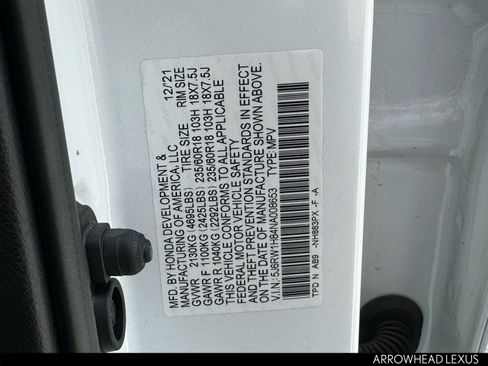 MFD. BY HONDA DEVELOPMENT & 12/21
MANUFACTURING OF AMERICA, LLC
TIRE SIZE RIM SIZE
GVWR 2130KG (4695LBS)
GAWR F 1100KG (2425LBS) 235/60R18 103H 18X7.5J
GAWR R 1040KG (2292LBS) 235/60R18 103H 18X7.5J
THIS VEHICLE CONFORMS TO ALL APPLICABLE
FEDERAL MOTOR VEHICLE SAFETY
AND THEFT PREVENTION STANDARDS IN EFFECT
ON THE DATE OF MANUFACTURE SHOWN ABOVE.
V.I.N.: 5J6RW1H84NA008653 TYPE: MPV
TPD N AB9 -NH883PX -F -A
ARROWHEAD LEXUS